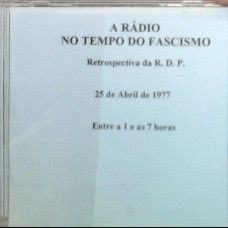 A RÁDIO
NO TEMPO DO FASCISMO
Retrospectiva da R. D. P.
25 de Abril de 1977
Entre a 1 e as 7 horas